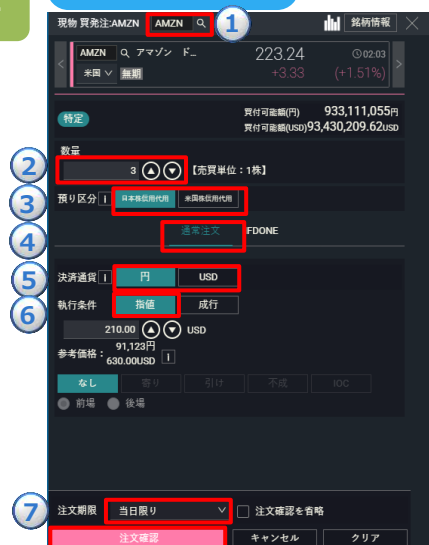 現物 買発注:AMZN AMZN 1 銘柄情報
AMZN アマゾン ド… 223.24 02:03
米国 無期 +3.33 (+1.51%)
特定 買付可能額(円) 933,111,055円
買付可能額(USD)93,430,209.62USD
数量
2 3 【売買単位：1株】
3 預り区分 日本株信用代用 米国株信用代用
4 通常注文 IFDONE
5 決済通貨 円 USD
6 執行条件 指値 成行
210.00 USD
参考価格： 91,123円
630.00USD
なし 寄り 引け 不成 IOC
前場 後場
7 注文期限 当日限り 注文確認を省略
注文確認 キャンセル クリア